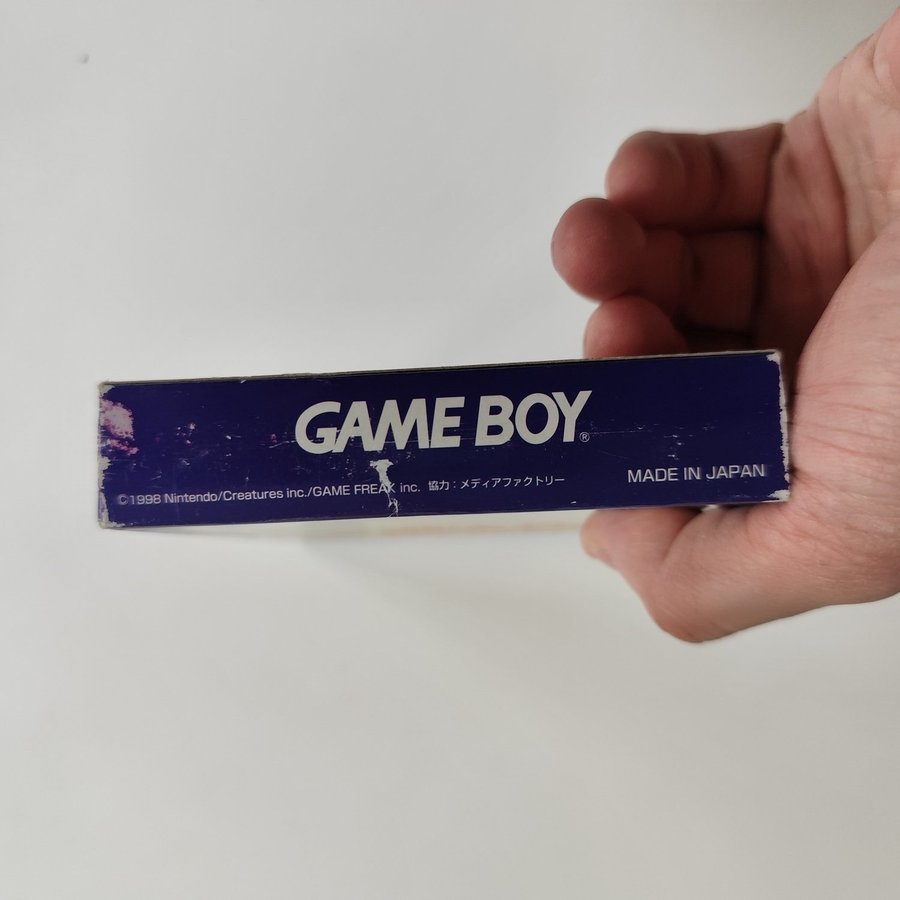 GAME BOY®
©1998 Nintendo/Creatures inc./GAME FREAK inc. 協力：メディアファクトリー
MADE IN JAPAN